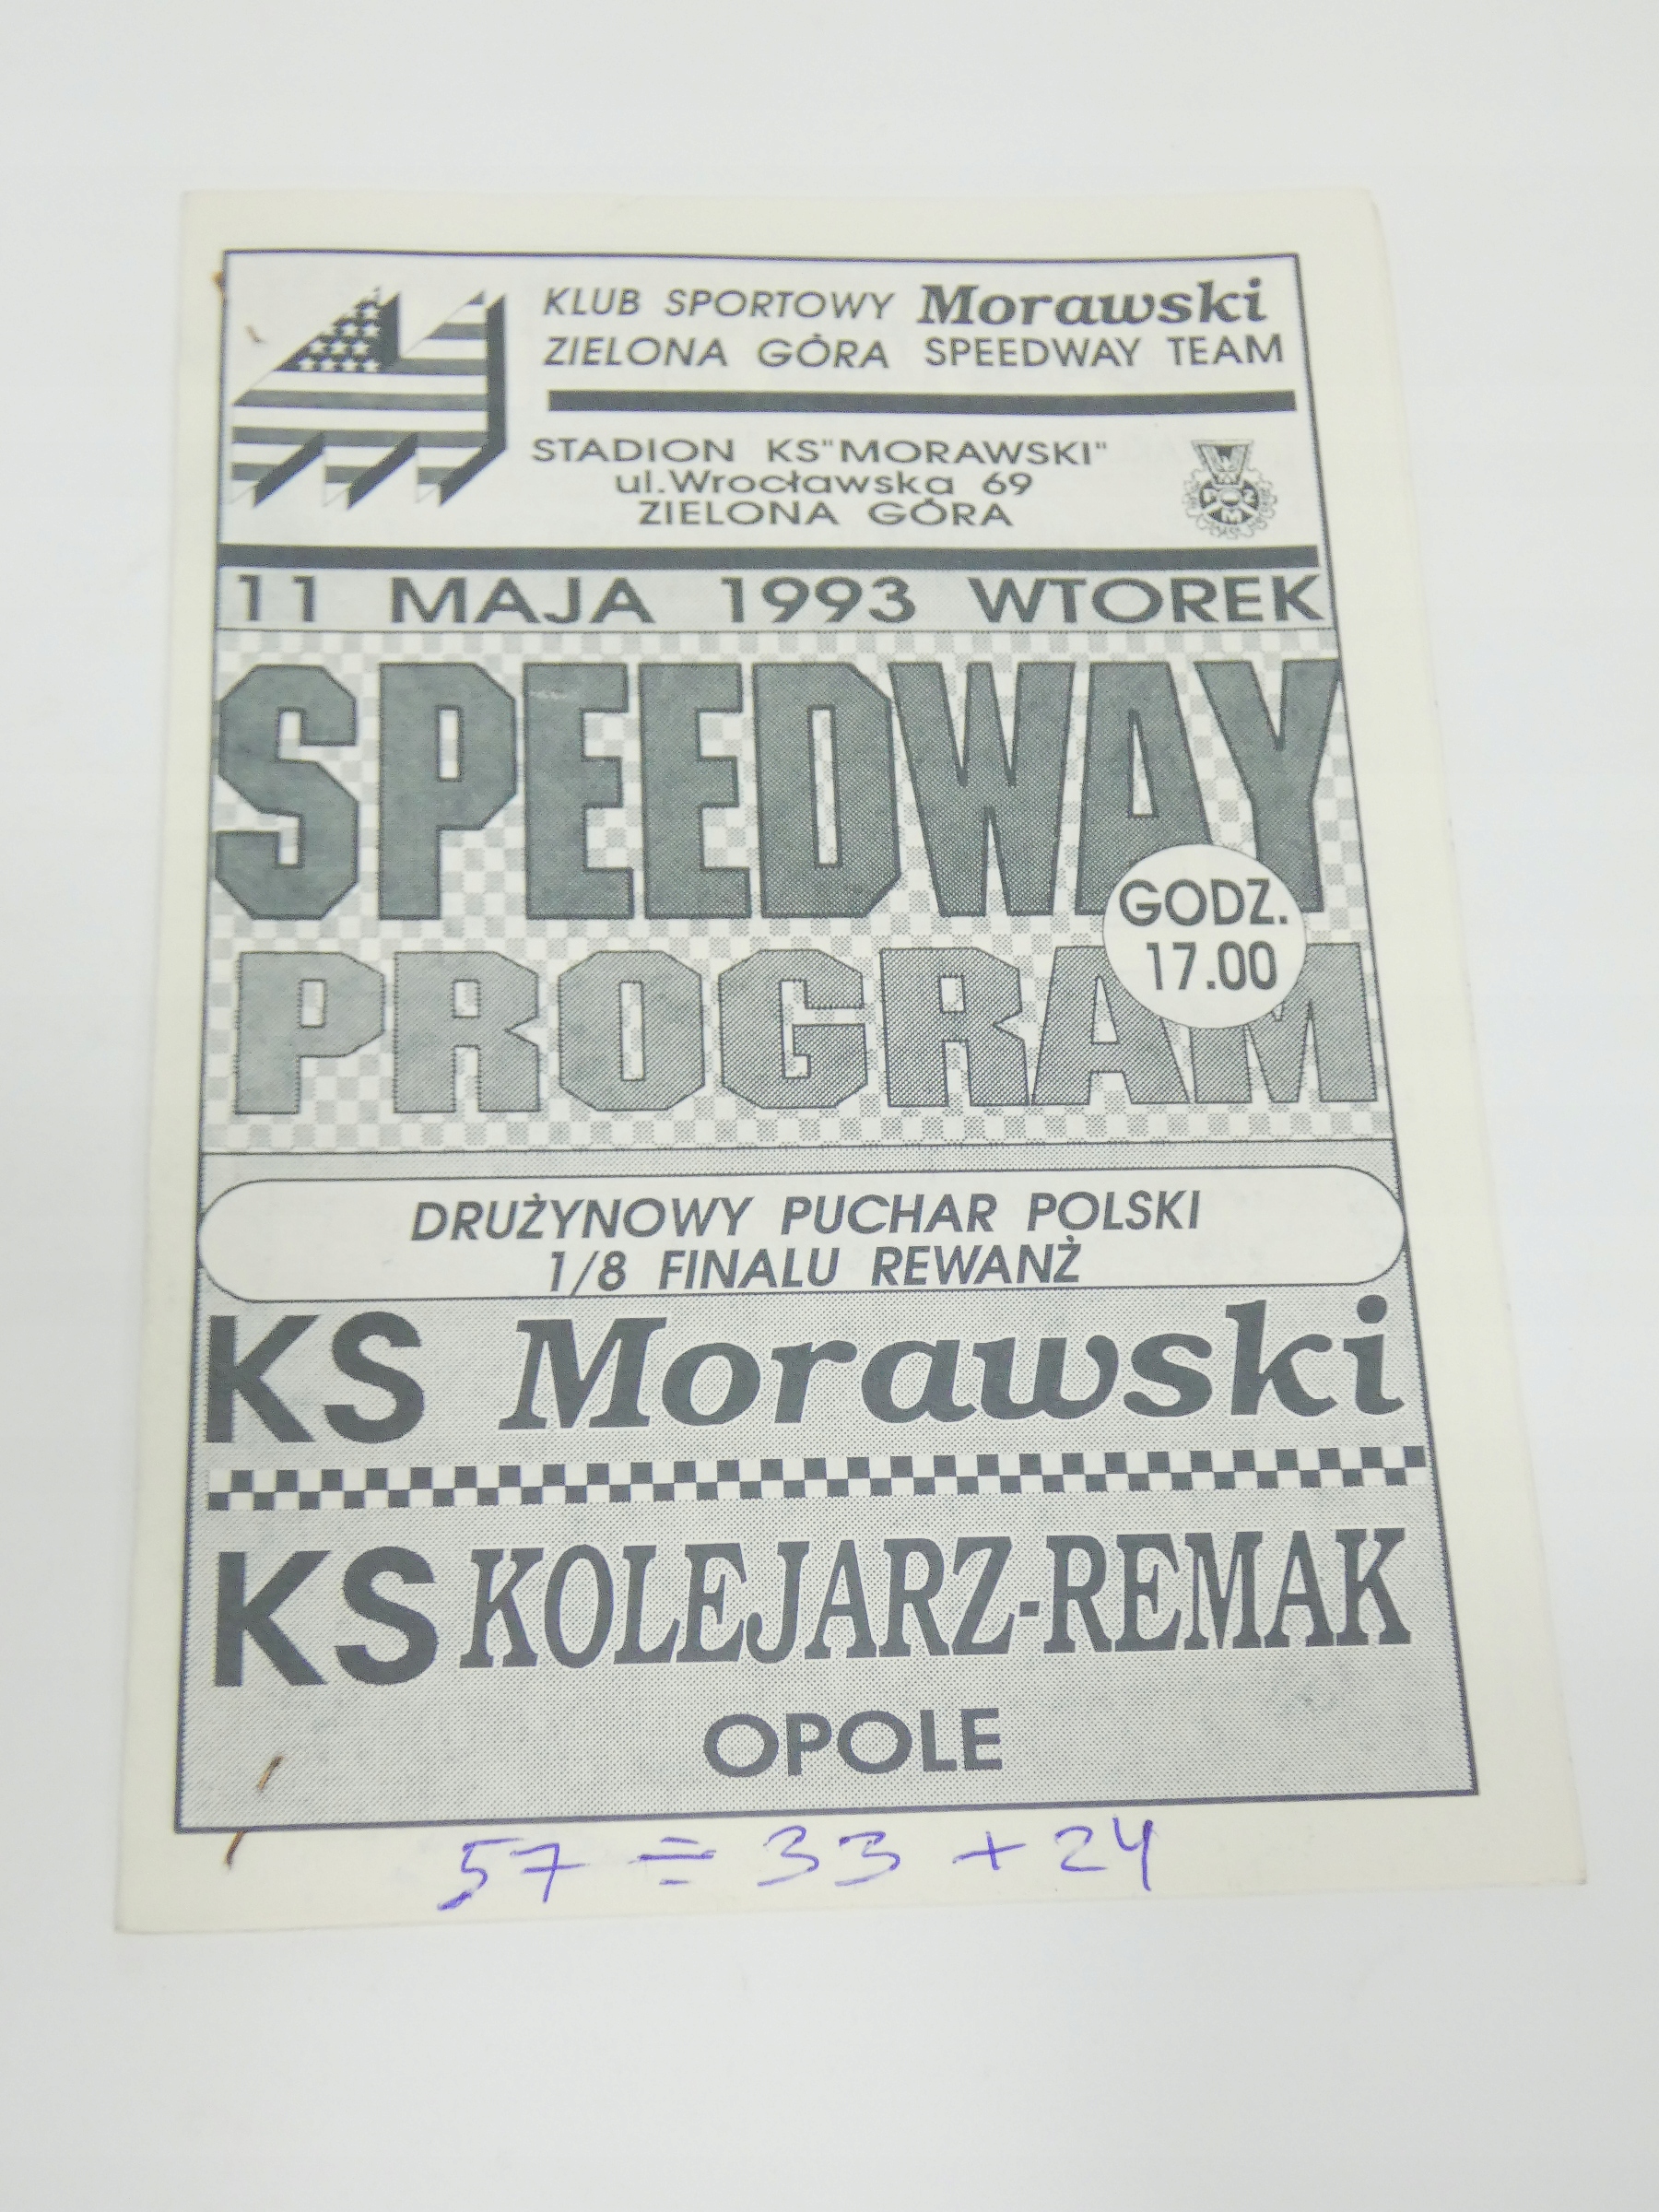 KLUB SPORTOWY Morawski
ZIELONA GÓRA SPEEDWAY TEAM
STADION KS"MORAWSKI"
ul.Wrocławska 69
ZIELONA GÓRA
11 MAJA 1993 WTOREK
SPEEDWAY
GODZ.
17.00
PROGRAM
DRUŻYNOWY PUCHAR POLSKI
1/8 FINALU REWANŻ
KS Morawski
KS KOLEJARZ-REMAK
OPOLE
57 = 33 + 24